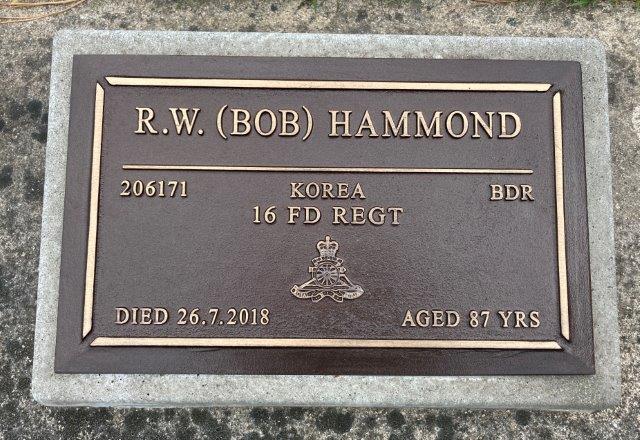 R.W. (BOB) HAMMOND
206171 KOREA BDR
16 FD REGT
DIED 26.7.2018 AGED 87 YRS